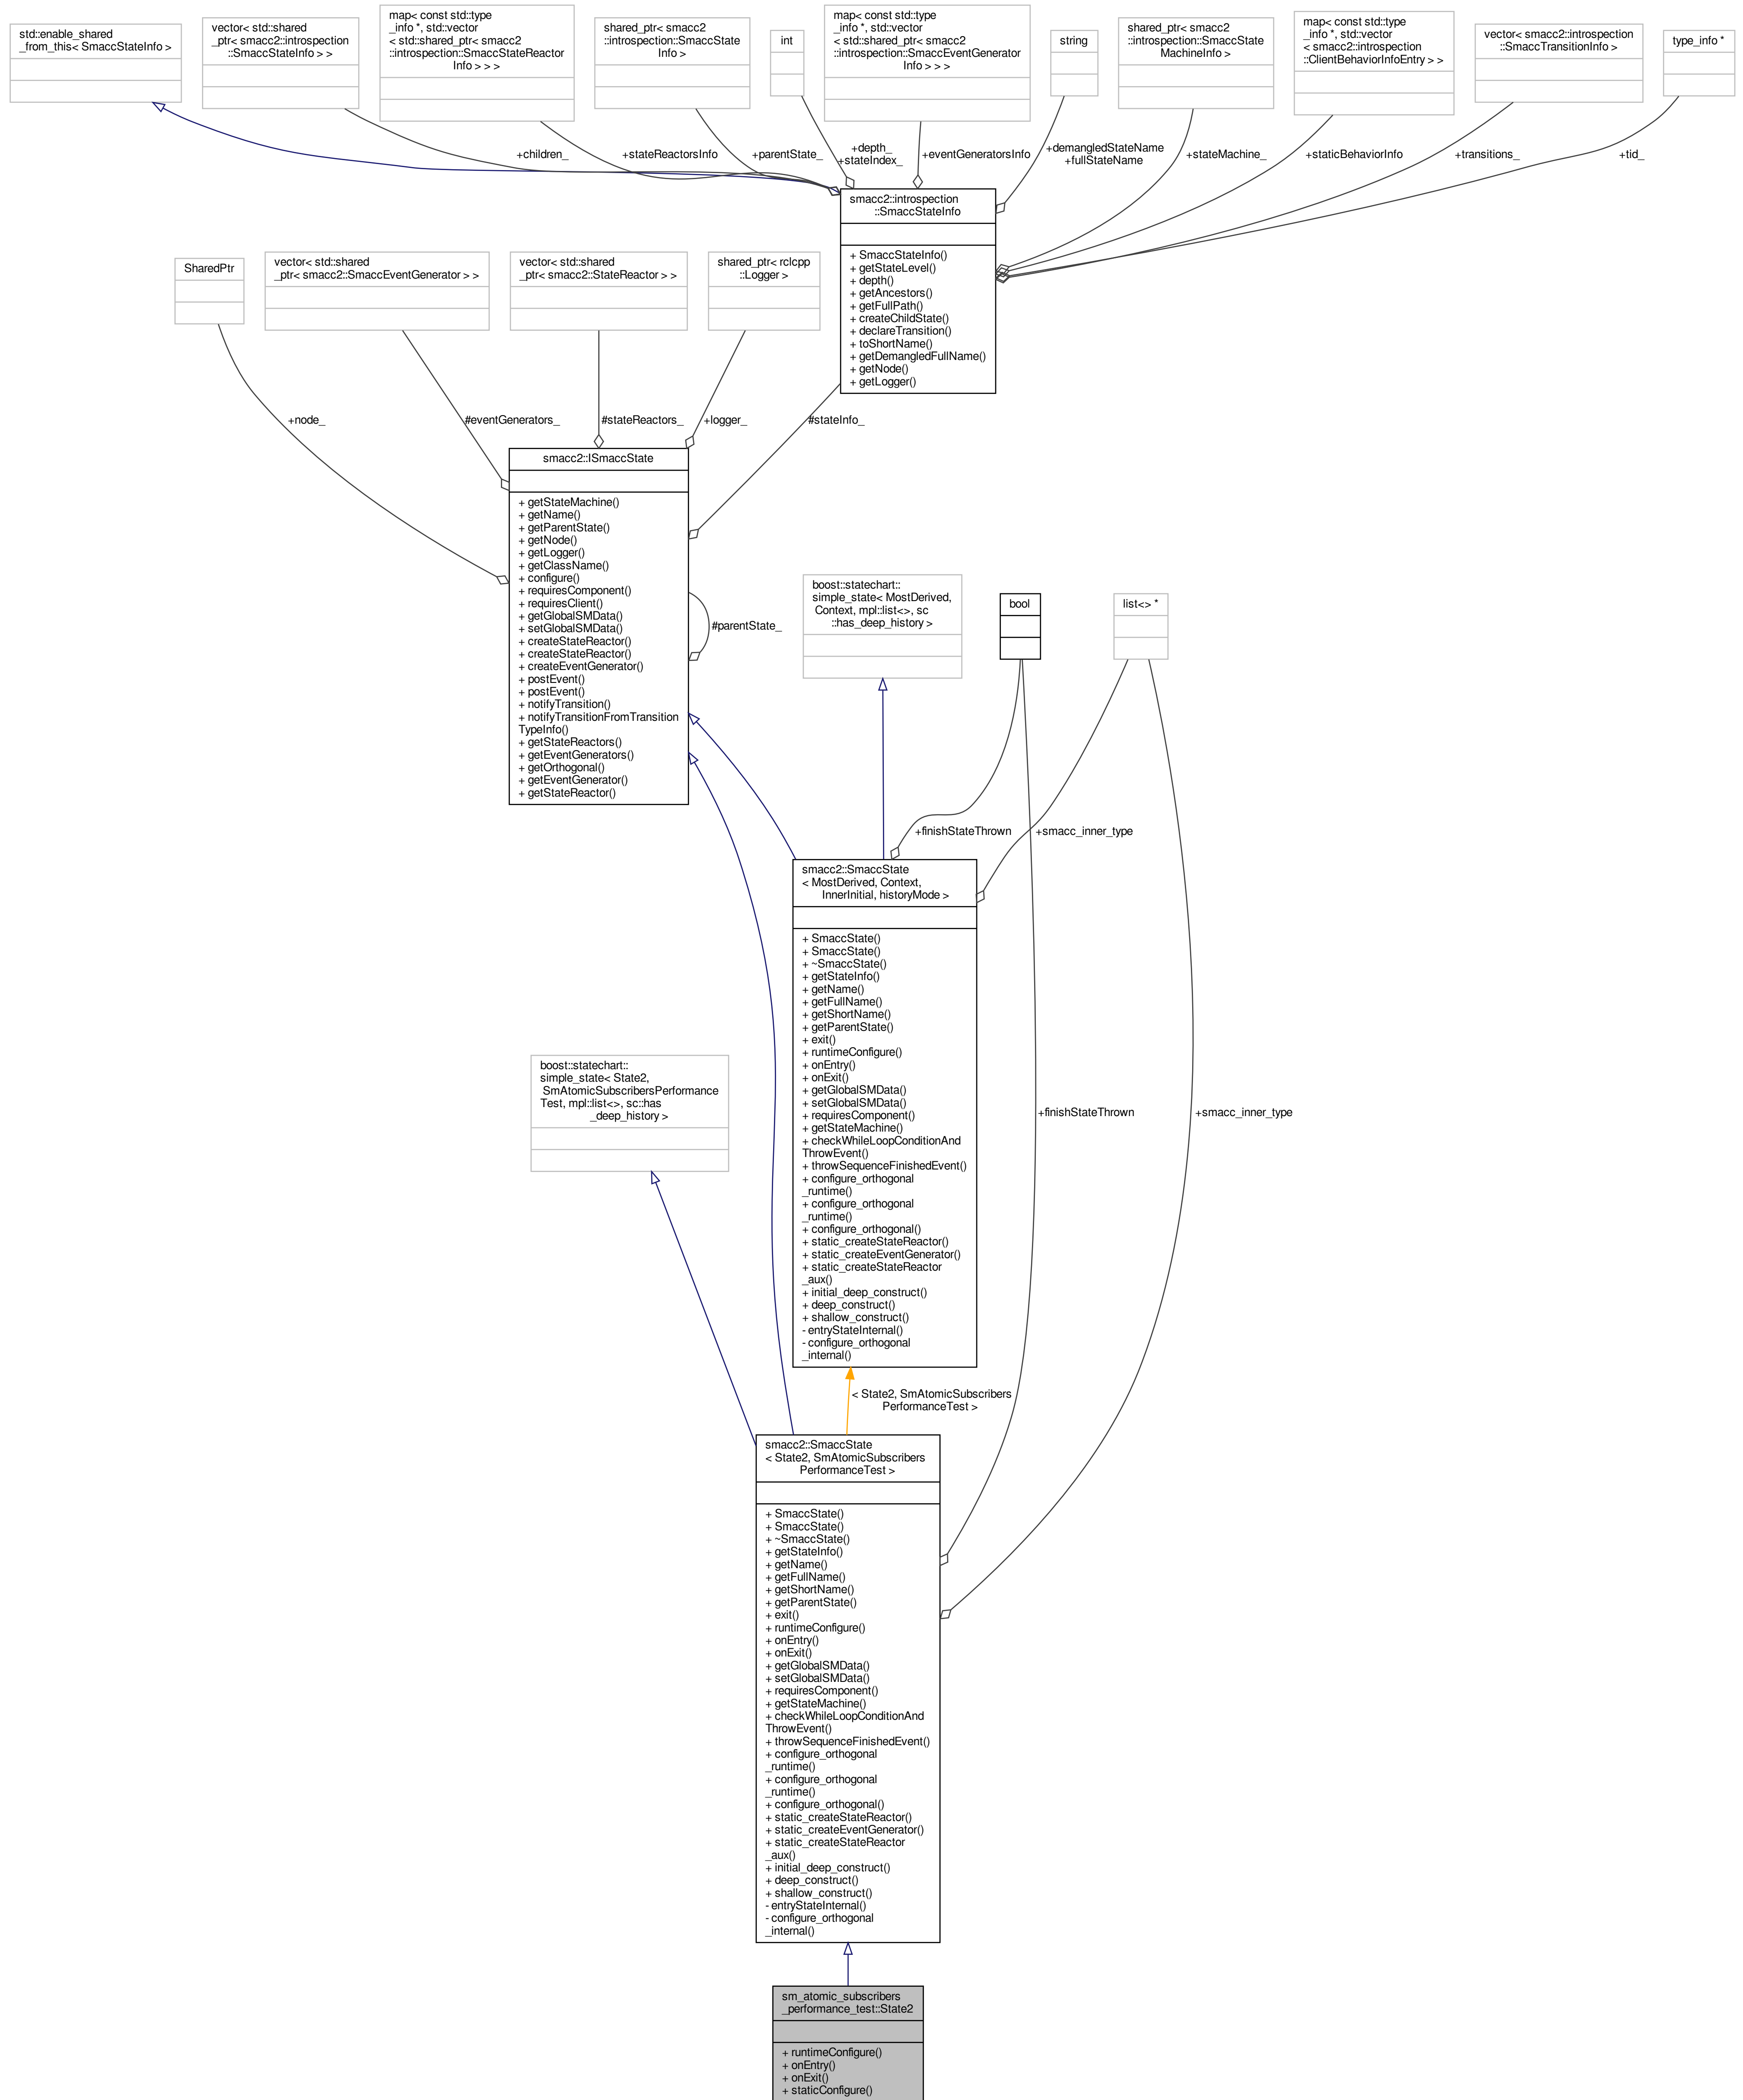 std::enable_shared
_from_this< SmaccStateInfo >
vector< std::shared
_ptr< smacc2::introspection
::SmaccStateInfo > >
map< const std::type
_info *, std::vector
< std::shared_ptr< smacc2
::introspection::SmaccStateReactor
Info > > >
shared_ptr< smacc2
::introspection::SmaccState
Info >
int
map< const std::type
_info *, std::vector
< std::shared_ptr< smacc2
::introspection::SmaccEventGenerator
Info > > >
string
shared_ptr< smacc2
::introspection::SmaccState
MachineInfo >
map< const std::type
_info *, std::vector
< smacc2::introspection
::ClientBehaviorInfoEntry > >
vector< smacc2::introspection
::SmaccTransitionInfo >
type_info *
+children_
+stateReactorsInfo
+parentState_
+depth_
+stateIndex_
+eventGeneratorsInfo
+demangledStateName
+fullStateName
+stateMachine_
+staticBehaviorInfo
+transitions_
+tid_
smacc2::introspection
::SmaccStateInfo
+ SmaccStateInfo()
+ getStateLevel()
+ depth()
+ getAncestors()
+ getFullPath()
+ createChildState()
+ declareTransition()
+ toShortName()
+ getDemangledFullName()
+ getNode()
+ getLogger()
SharedPtr
vector< std::shared
_ptr< smacc2::SmaccEventGenerator > >
vector< std::shared
_ptr< smacc2::StateReactor > >
shared_ptr< rclcpp
::Logger >
+node_
#eventGenerators_
#stateReactors_
+logger_
#stateInfo_
smacc2::ISmaccState
+ getStateMachine()
+ getName()
+ getParentState()
+ getNode()
+ getLogger()
+ getClassName()
+ configure()
+ requiresComponent()
+ requiresClient()
+ getGlobalSMData()
+ setGlobalSMData()
+ createStateReactor()
+ createStateReactor()
+ createEventGenerator()
+ postEvent()
+ postEvent()
+ notifyTransition()
+ notifyTransitionFromTransition
TypeInfo()
+ getStateReactors()
+ getEventGenerators()
+ getOrthogonal()
+ getEventGenerator()
+ getStateReactor()
#parentState_
boost::statechart::
simple_state< MostDerived,
Context, mpl::list<>, sc
::has_deep_history >
bool
list<> *
+finishStateThrown
+smacc_inner_type
smacc2::SmaccState
< MostDerived, Context,
InnerInitial, historyMode >
+ SmaccState()
+ SmaccState()
+ ~SmaccState()
+ getStateInfo()
+ getName()
+ getFullName()
+ getShortName()
+ getParentState()
+ exit()
+ runtimeConfigure()
+ onEntry()
+ onExit()
+ getGlobalSMData()
+ setGlobalSMData()
+ requiresComponent()
+ getStateMachine()
+ checkWhileLoopConditionAnd
ThrowEvent()
+ throwSequenceFinishedEvent()
+ configure_orthogonal
_runtime()
+ configure_orthogonal
_runtime()
+ configure_orthogonal()
+ static_createStateReactor()
+ static_createEventGenerator()
+ static_createStateReactor
_aux()
+ initial_deep_construct()
+ deep_construct()
+ shallow_construct()
- entryStateInternal()
- configure_orthogonal
_internal()
boost::statechart::
simple_state< State2,
SmAtomicSubscribersPerformance
Test, mpl::list<>, sc::has
_deep_history >
+finishStateThrown
+smacc_inner_type
< State2, SmAtomicSubscribers
PerformanceTest >
smacc2::SmaccState
< State2, SmAtomicSubscribers
PerformanceTest >
+ SmaccState()
+ SmaccState()
+ ~SmaccState()
+ getStateInfo()
+ getName()
+ getFullName()
+ getShortName()
+ getParentState()
+ exit()
+ runtimeConfigure()
+ onEntry()
+ onExit()
+ getGlobalSMData()
+ setGlobalSMData()
+ requiresComponent()
+ getStateMachine()
+ checkWhileLoopConditionAnd
ThrowEvent()
+ throwSequenceFinishedEvent()
+ configure_orthogonal
_runtime()
+ configure_orthogonal
_runtime()
+ configure_orthogonal()
+ static_createStateReactor()
+ static_createEventGenerator()
+ static_createStateReactor
_aux()
+ initial_deep_construct()
+ deep_construct()
+ shallow_construct()
- entryStateInternal()
- configure_orthogonal
_internal()
sm_atomic_subscribers
_performance_test::State2
+ runtimeConfigure()
+ onEntry()
+ onExit()
+ staticConfigure()